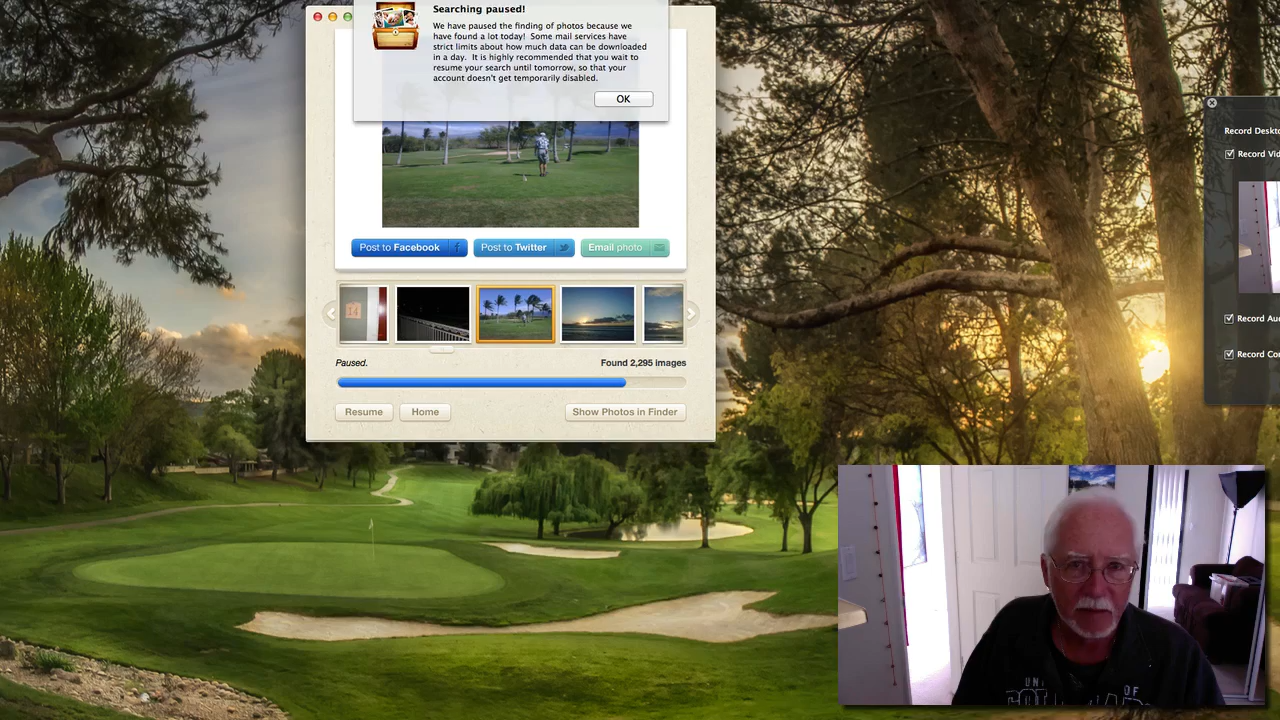 Searching paused!
We have paused the finding of photos because we
have found a lot today! Some mail services have
strict limits about how much data can be downloaded
in a day. It is highly recommended that you wait to
resume your search until tomorrow, so that your
account doesn't get temporarily disabled.
OK
Post to Facebook
Post to Twitter
Email photo
14
Paused.
Found 2,295 images
Resume
Home
Show Photos in Finder
Record Deskto
Record Vid
Record Au
Record Co
OF